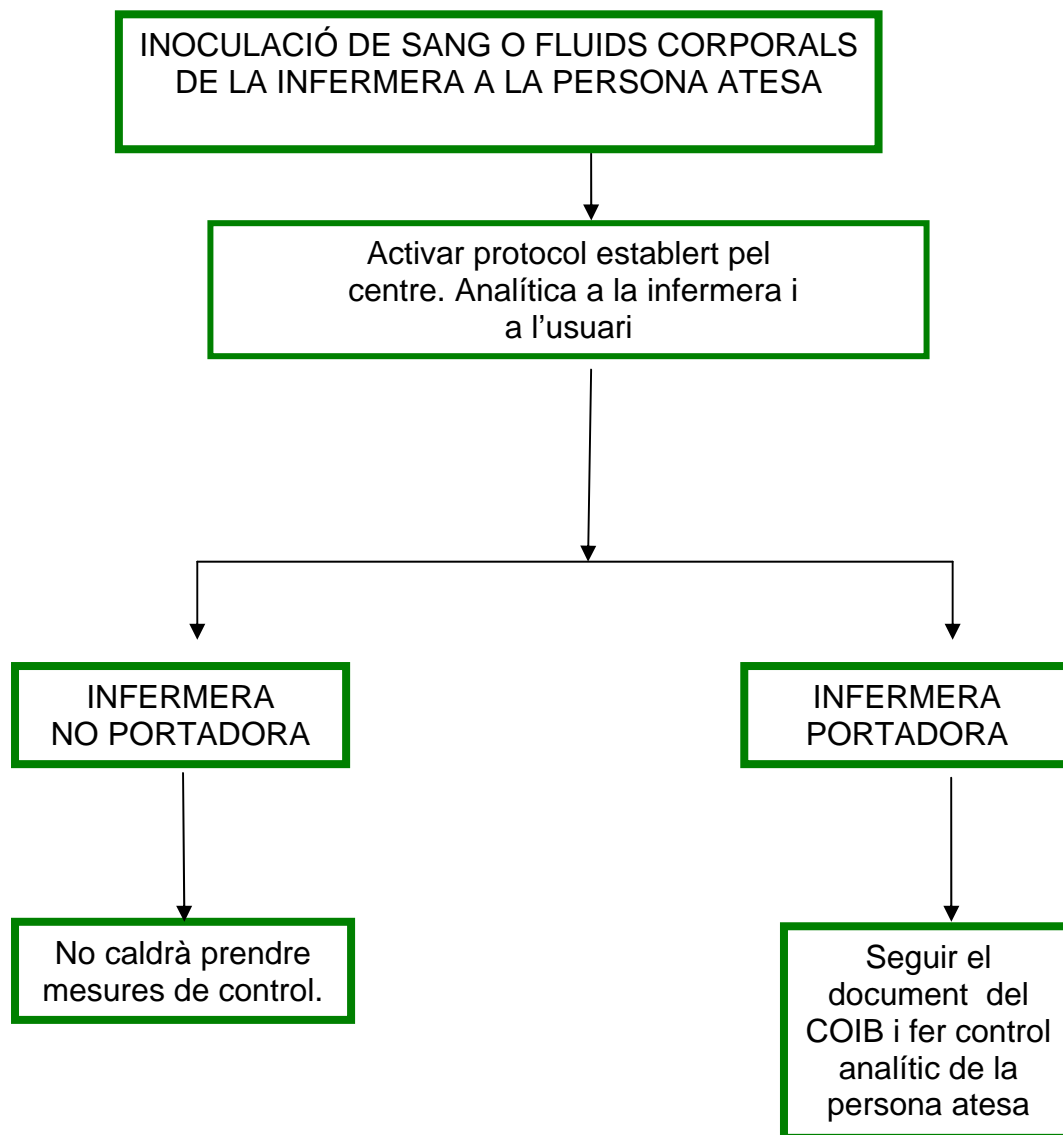 INOCULACIÓ DE SANG O FLUIDS CORPORALS
DE LA INFERMERA A LA PERSONA ATESA
Activar protocol establert pel
centre. Analítica a la infermera i
a l’usuari
INFERMERA
NO PORTADORA
INFERMERA
PORTADORA
No caldrà prendre
mesures de control.
Seguir el
document del
COIB i fer control
analític de la
persona atesa